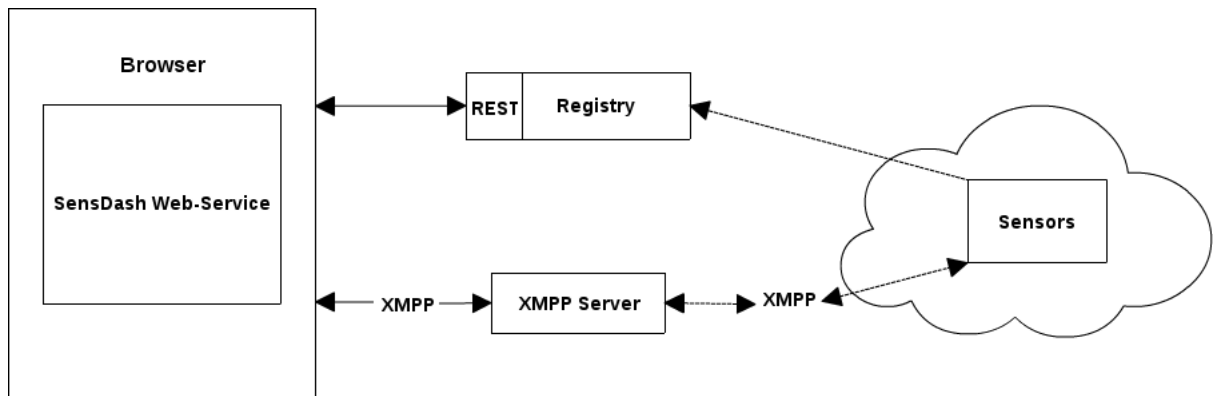 Browser
SensDash Web-Service
REST
Registry
Sensors
XMPP
XMPP Server
XMPP